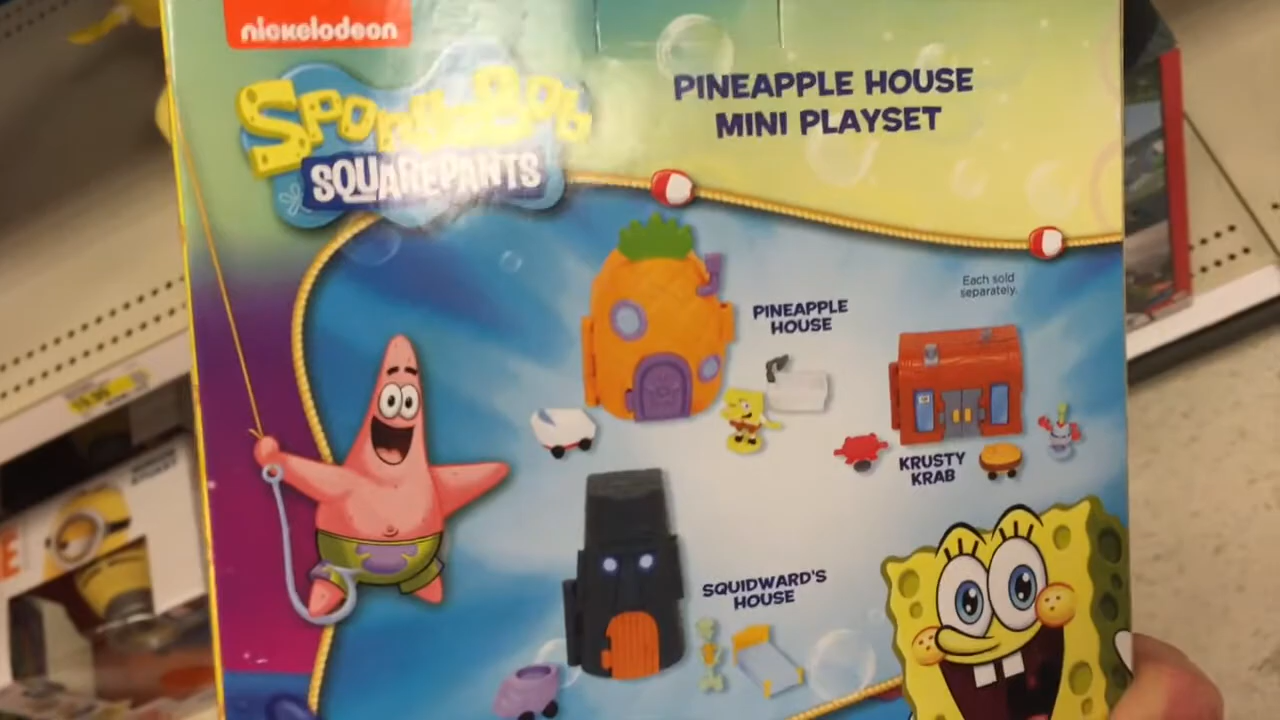 nickelodeon
SPONGEBOB
SQUAREPANTS
PINEAPPLE HOUSE
MINI PLAYSET
Each sold
separately.
PINEAPPLE
HOUSE
KRUSTY
KRAB
SQUIDWARD'S
HOUSE